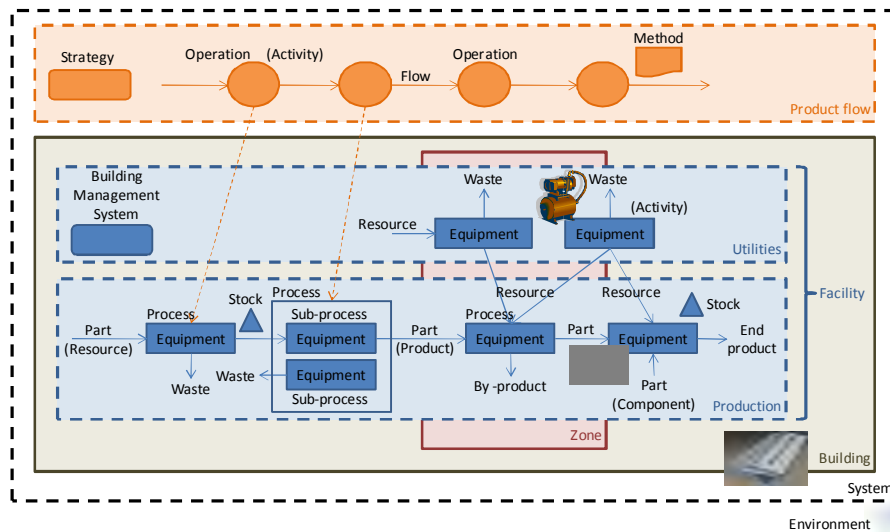 Method
Operation (Activity)
Operation
Strategy
Flow
Product flow
Building
Management
System
Waste
Waste
(Activity)
Resource
Equipment
Equipment
Utilities
Resource
Resource
Facility
Process
Stock
Process
Process
Stock
Sub-process
Part
(Resource)
Equipment
Equipment
Part
(Product)
Equipment
Part
Equipment
End
product
Waste
Waste
Equipment
Sub-process
By -product
Part
(Component)
Production
Zone
Building
System
Environment